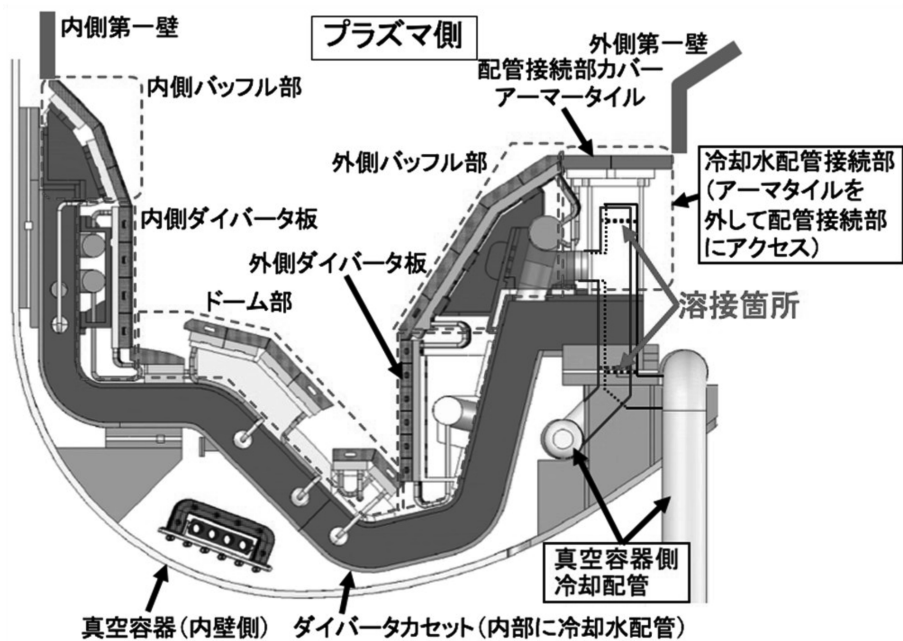 内側第一壁
プラズマ側
外側第一壁
配管接続部カバー
アーマータイル
内側バッフル部
外側バッフル部
冷却水配管接続部
(アーマタイルを
外して配管接続部
にアクセス)
内側ダイバータ板
外側ダイバータ板
ドーム部
溶接箇所
真空容器側
冷却配管
真空容器(内壁側)
ダイバータカセット(内部に冷却水配管)